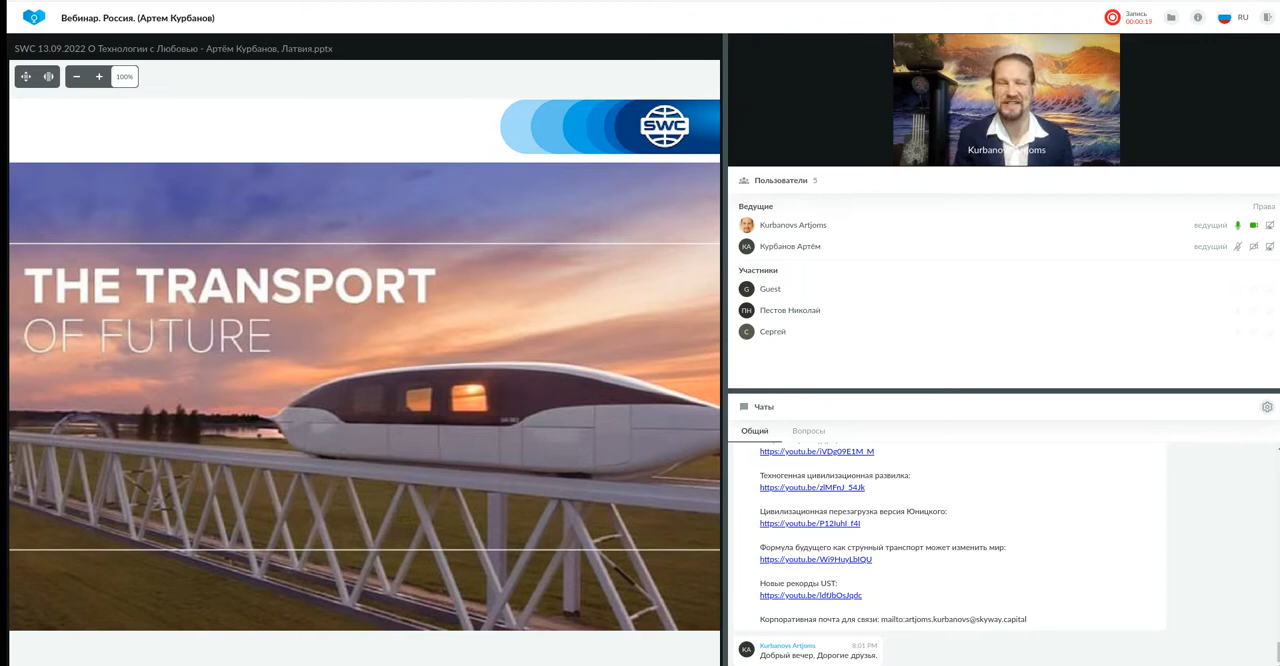 Вебинар. Россия. (Артем Курбанов)
Запись
00:00:19
RU
SWC 13.09.2022 О Технологии с Любовью - Артём Курбанов, Латвия.pptx
100%
SWC
THE TRANSPORT
OF FUTURE
Kurbanovs Artjoms
Пользователи 5
Ведущие Права
Kurbanovs Artjoms ведущий
КА Курбанов Артём ведущий
Участники
G Guest
ПН Пестов Николай
С Сергей
Чаты
Общий Вопросы
https://youtu.be/iVDg09E1M_M
Техногенная цивилизационная развилка:
https://youtu.be/zlMFnJ_54Jk
Цивилизационная перезагрузка версия Юницкого:
https://youtu.be/P12IuhI_f4I
Формула будущего как струнный транспорт может изменить мир:
https://youtu.be/Wi9HuyLbIQU
Новые рекорды UST:
https://youtu.be/ldfJbOsJqdc
Корпоративная почта для связи: mailto:artjoms.kurbanovs@skyway.capital
KA Kurbanovs Artjoms 8:01 PM
Добрый вечер, Дорогие друзья.